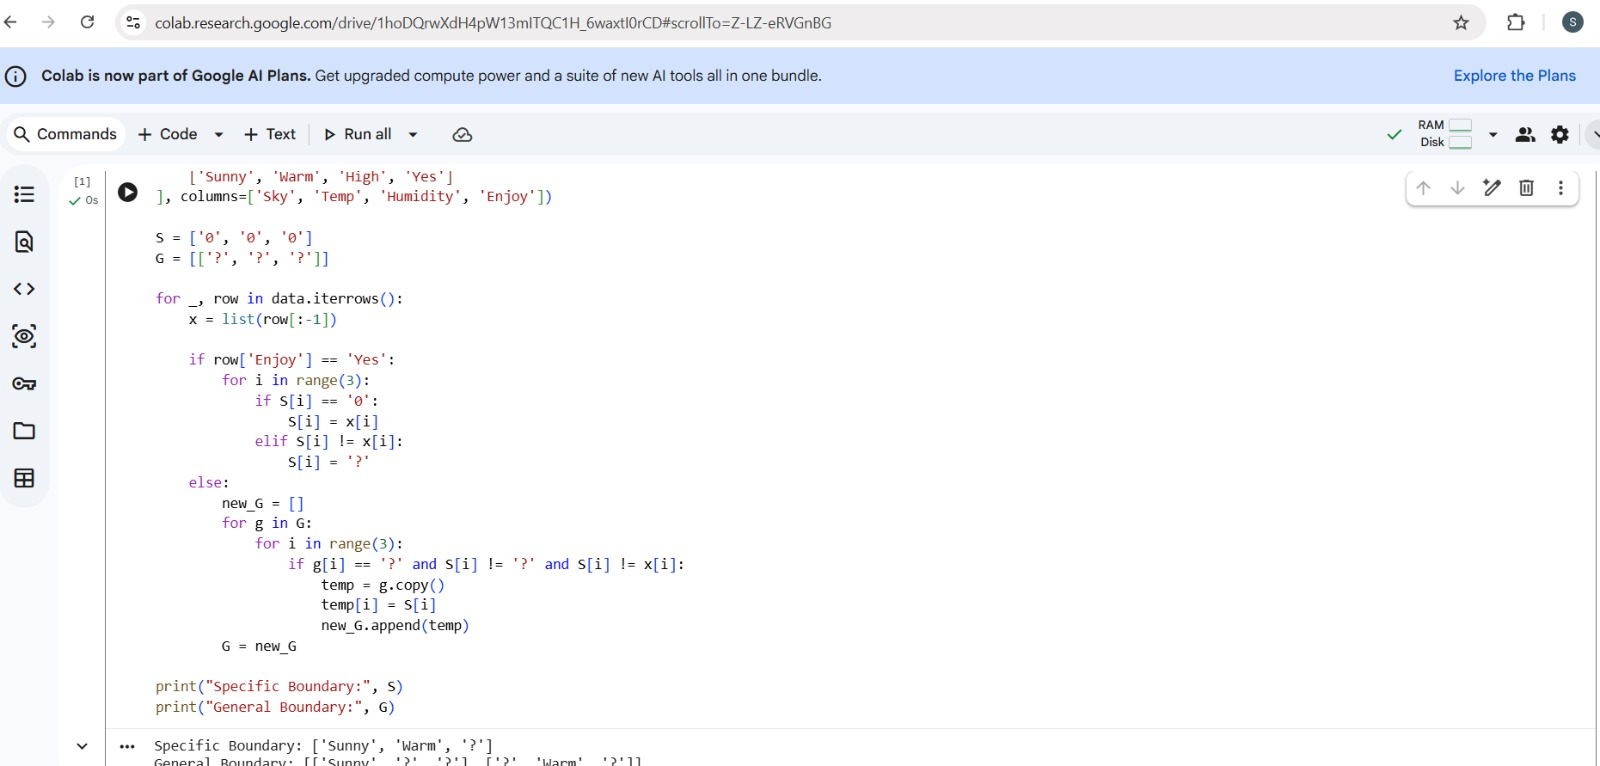 colab.research.google.com/drive/1hoDQrwXdH4pW13mITQC1H_6waxtI0rCD#scrollTo=Z-LZ-eRVGnBG
S
Colab is now part of Google AI Plans. Get upgraded compute power and a suite of new AI tools all in one bundle. Explore the Plans
Commands + Code + Text Run all RAM
Disk
[1]
0s
['Sunny', 'Warm', 'High', 'Yes']
], columns=['Sky', 'Temp', 'Humidity', 'Enjoy'])
S = ['0', '0', '0']
G = [['?', '?', '?']]
for _, row in data.iterrows():
    x = list(row[:-1])
    if row['Enjoy'] == 'Yes':
        for i in range(3):
            if S[i] == '0':
                S[i] = x[i]
            elif S[i] != x[i]:
                S[i] = '?'
    else:
        new_G = []
        for g in G:
            for i in range(3):
                if g[i] == '?' and S[i] != '?' and S[i] != x[i]:
                    temp = g.copy()
                    temp[i] = S[i]
                    new_G.append(temp)
        G = new_G
print("Specific Boundary:", S)
print("General Boundary:", G)
Specific Boundary: ['Sunny', 'Warm', '?']
General Boundary: [['Sunny', '?', '?'], ['?', 'Warm', '?']]